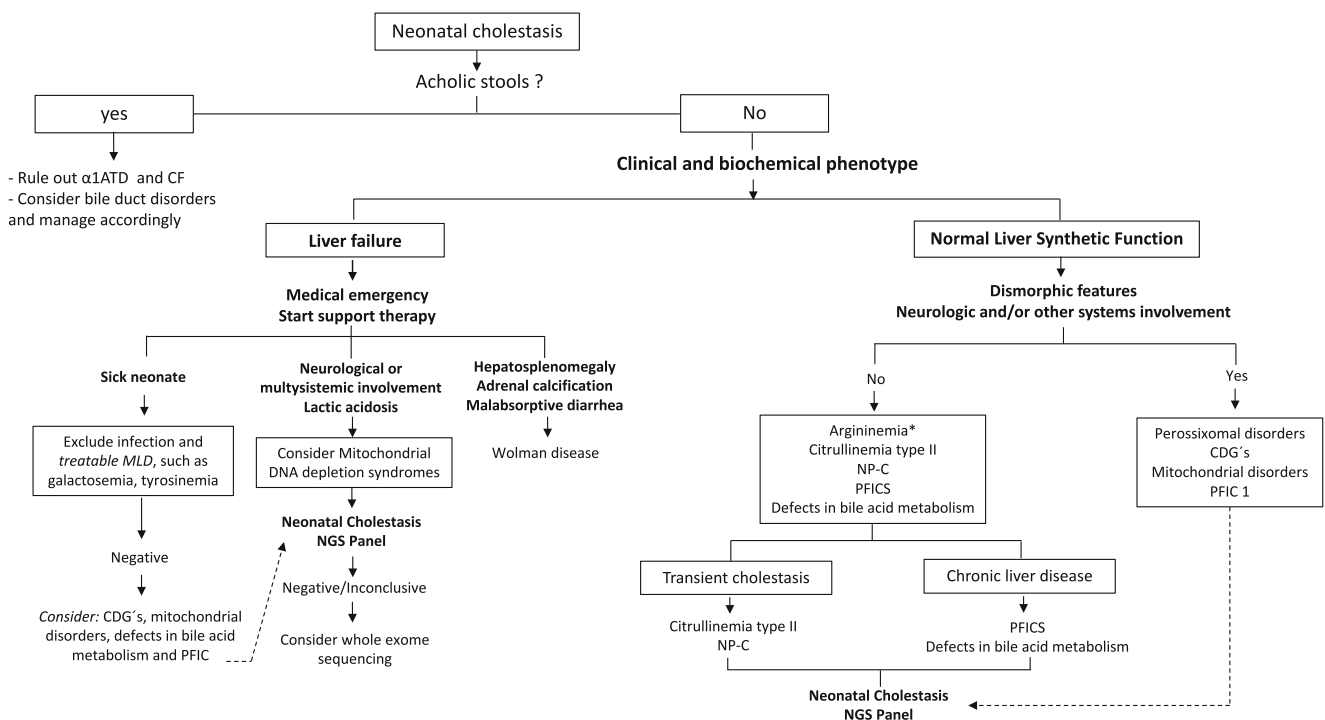 Neonatal cholestasis
Acholic stools ?
yes
No
- Rule out α1ATD and CF
- Consider bile duct disorders
and manage accordingly
Clinical and biochemical phenotype
Liver failure
Normal Liver Synthetic Function
Medical emergency
Start support therapy
Dismorphic features
Neurologic and/or other systems involvement
Sick neonate
Neurological or
multysistemic involvement
Lactic acidosis
Hepatosplenomegaly
Adrenal calcification
Malabsorptive diarrhea
No
Yes
Exclude infection and
treatable MLD, such as
galactosemia, tyrosinemia
Consider Mitochondrial
DNA depletion syndromes
Wolman disease
Argininemia*
Citrullinemia type II
NP-C
PFICS
Defects in bile acid metabolism
Perossixomal disorders
CDG´s
Mitochondrial disorders
PFIC 1
Negative
Neonatal Cholestasis
NGS Panel
Negative/Inconclusive
Transient cholestasis
Chronic liver disease
Consider: CDG´s, mitochondrial
disorders, defects in bile acid
metabolism and PFIC
Consider whole exome
sequencing
Citrullinemia type II
NP-C
PFICS
Defects in bile acid metabolism
Neonatal Cholestasis
NGS Panel